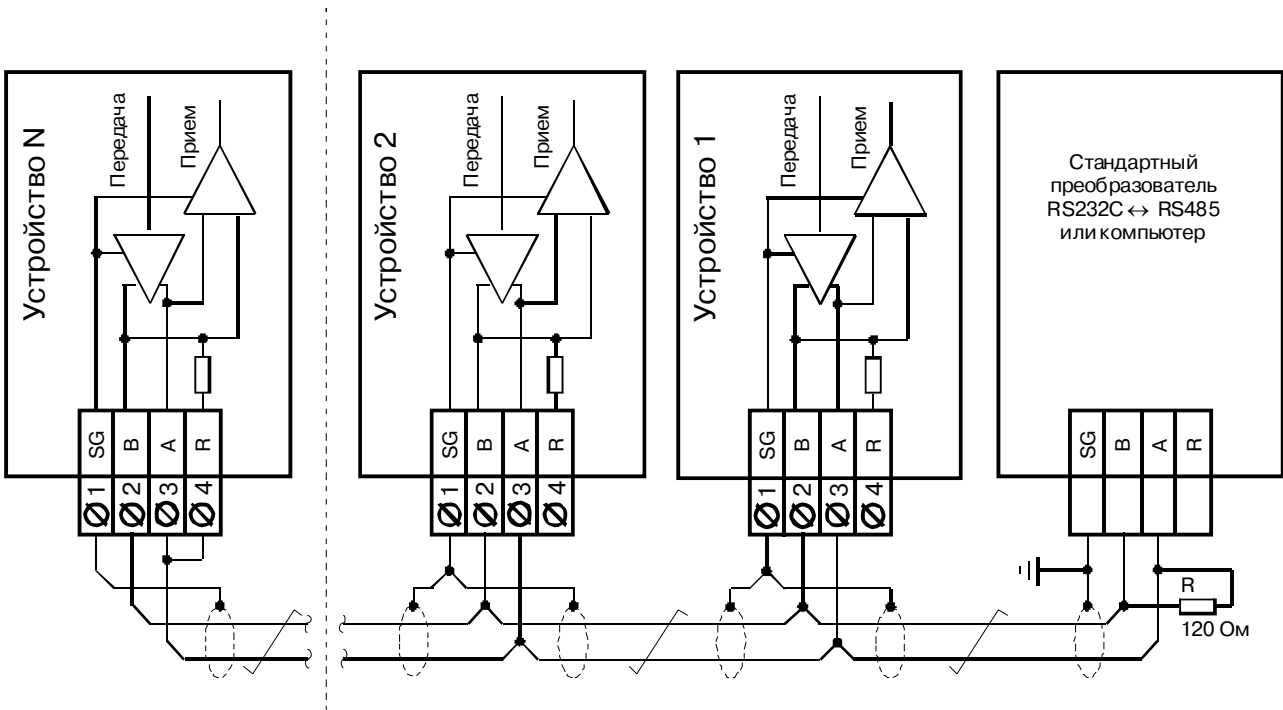 Устройство N
Передача
Прием
SG
B
A
R
1
2
3
4
Устройство 2
Передача
Прием
SG
B
A
R
1
2
3
4
Устройство 1
Передача
Прием
SG
B
A
R
1
2
3
4
Стандартный
преобразователь
RS232C ↔ RS485
или компьютер
SG
B
A
R
R
120 Ом